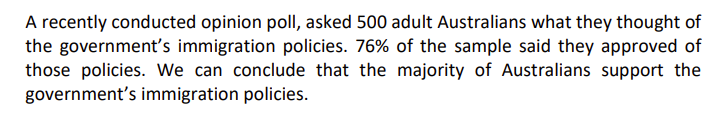 A recently conducted opinion poll, asked 500 adult Australians what they thought of
the government’s immigration policies. 76% of the sample said they approved of
those policies. We can conclude that the majority of Australians support the
government’s immigration policies.